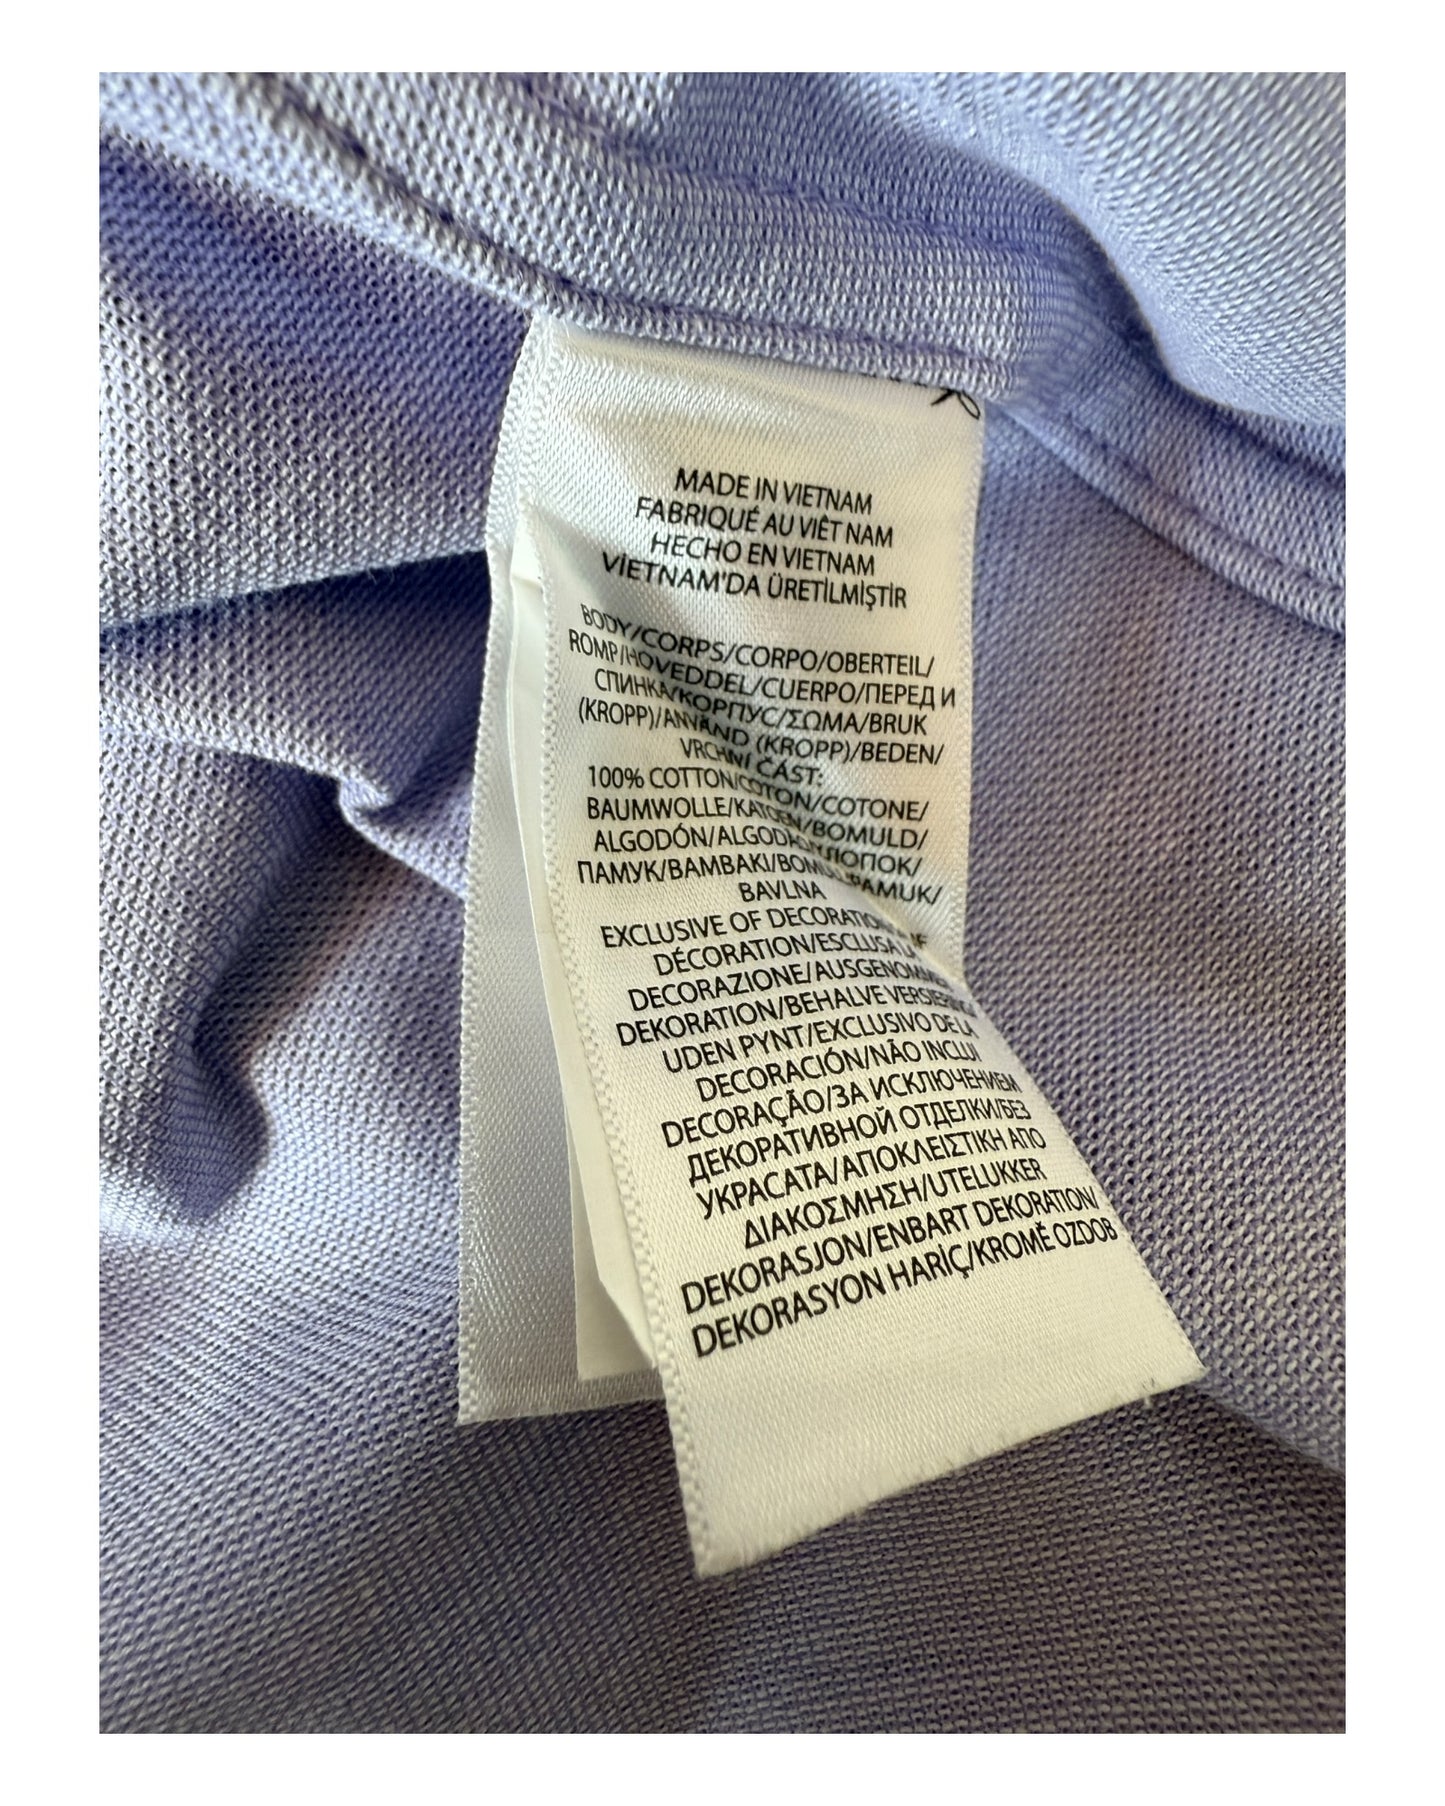 MADE IN VIETNAM
FABRIQUÉ AU VIÊT NAM
HECHO EN VIETNAM
VİETNAM'DA ÜRETİLMİŞTİR
BODY/CORPS/CORPO/OBERTEIL/
ROMP/HOVEDDEL/CUERPO/ПЕРЕД И
СПИНКА/КОРПУС/ΣΩΜΑ/BRUK
(KROPP)/ANVÄND (KROPP)/BEDEN/
VRCHNÍ ČÁST:
100% COTTON/COTON/COTONE/
BAUMWOLLE/KATOEN/BOMULD/
ALGODÓN/ALGODÃO/ХЛОПОК/
ПАМУК/ΒΑΜΒΑΚΙ/BOMULL/PAMUK/
BAVLNA
EXCLUSIVE OF DECORATION/
DÉCORATION/ESCLUSA LA
DECORAZIONE/AUSGENOMMEN
DEKORATION/BEHALVE VERSIERING/
UDEN PYNT/EXCLUSIVO DE LA
DECORACIÓN/NÃO INCLUI
DECORAÇÃO/ЗА ИСКЛЮЧЕНИЕМ
ДЕКОРАТИВНОЙ ОТДЕЛКИ/БЕЗ
УКРАСАТА/ΑΠΟΚΛΕΙΣΤΙΚΗ ΑΠΟ
ΔΙΑΚΟΣΜΗΣΗ/UTELUKKER
DEKORASJON/ENBART DEKORATION/
DEKORASYON HARİÇ/KROMĚ OZDOB